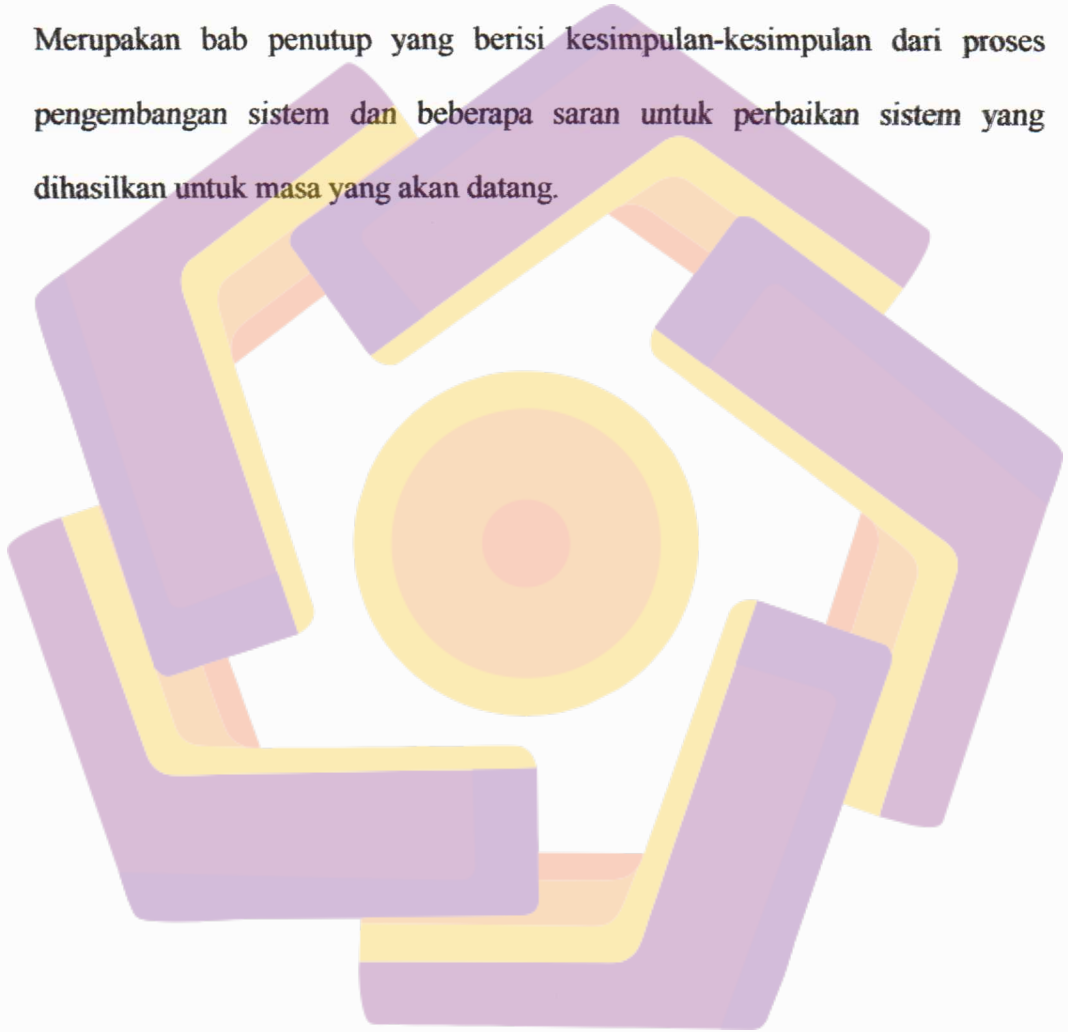 Merupakan bab penutup yang berisi kesimpulan-kesimpulan dari proses
pengembangan sistem dan beberapa saran untuk perbaikan sistem yang
dihasilkan untuk masa yang akan datang.